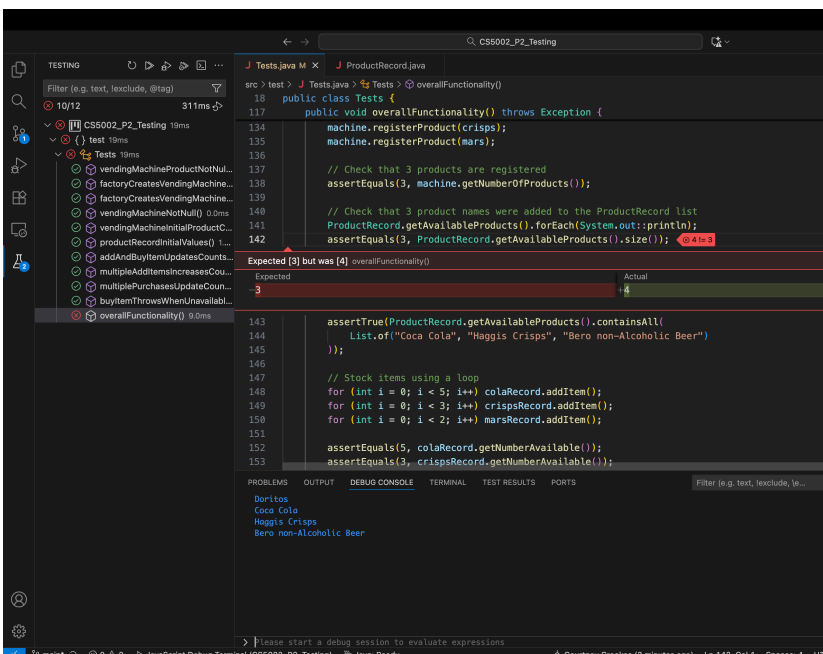 CS5002_P2_Testing
TESTING
Filter (e.g. text, !exclude, @tag)
10/12
311ms
CS5002_P2_Testing 19ms
{ } test 19ms
Tests 19ms
vendingMachineProductNotNul...
factoryCreatesVendingMachine...
factoryCreatesVendingMachine...
vendingMachineNotNull() 0.0ms
vendingMachineInitialProductC...
productRecordInitialValues() 1....
addAndBuyItemUpdatesCounts...
multipleAddItemsIncreasesCou...
multiplePurchasesUpdateCoun...
buyItemThrowsWhenUnavailabl...
overallFunctionality() 9.0ms
1
2
J Tests.java M ×
J ProductRecord.java
src > test > J Tests.java > Tests > overallFunctionality()
18 public class Tests {
117 public void overallFunctionality() throws Exception {
134 machine.registerProduct(crisps);
135 machine.registerProduct(mars);
136
137 // Check that 3 products are registered
138 assertEquals(3, machine.getNumberOfProducts());
139
140 // Check that 3 product names were added to the ProductRecord list
141 ProductRecord.getAvailableProducts().forEach(System.out::println);
142 assertEquals(3, ProductRecord.getAvailableProducts().size()); 4 != 3
Expected [3] but was [4] overallFunctionality()
Expected Actual
-3 +4
143 assertTrue(ProductRecord.getAvailableProducts().containsAll(
144 List.of("Coca Cola", "Haggis Crisps", "Bero non-Alcoholic Beer")
145 ));
146
147 // Stock items using a loop
148 for (int i = 0; i < 5; i++) colaRecord.addItem();
149 for (int i = 0; i < 3; i++) crispsRecord.addItem();
150 for (int i = 0; i < 2; i++) marsRecord.addItem();
151
152 assertEquals(5, colaRecord.getNumberAvailable());
153 assertEquals(3, crispsRecord.getNumberAvailable());
PROBLEMS OUTPUT DEBUG CONSOLE TERMINAL TEST RESULTS PORTS
Filter (e.g. text, !exclude, \e...
Doritos
Coca Cola
Haggis Crisps
Bero non-Alcoholic Beer
> Please start a debug session to evaluate expressions